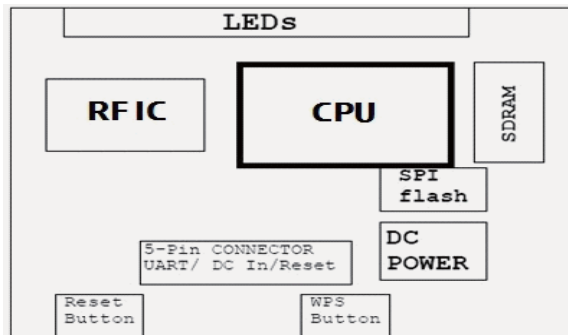 LEDs
RFIC
CPU
SDRAM
SPI
flash
5-Pin CONNECTOR
UART/ DC In/Reset
DC
POWER
Reset
Button
WPS
Button